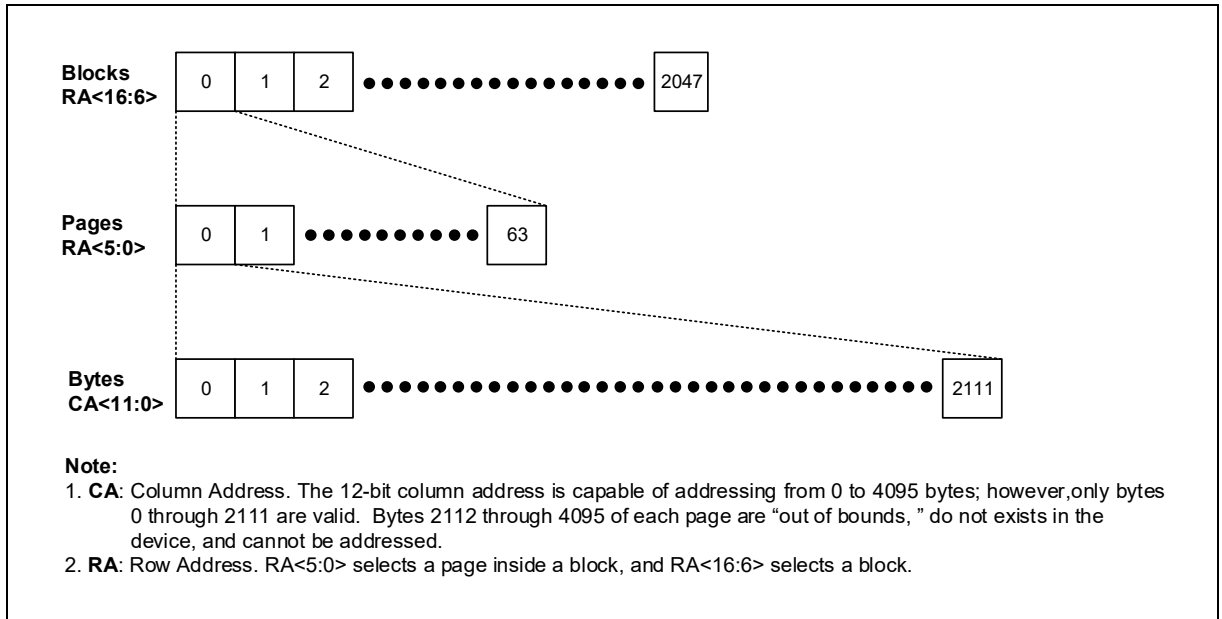 Blocks
RA<16:6>
0 1 2 2047
Pages
RA<5:0>
0 1 63
Bytes
CA<11:0>
0 1 2 2111
Note:
1. CA: Column Address. The 12-bit column address is capable of addressing from 0 to 4095 bytes; however,only bytes
0 through 2111 are valid. Bytes 2112 through 4095 of each page are “out of bounds, ” do not exists in the
device, and cannot be addressed.
2. RA: Row Address. RA<5:0> selects a page inside a block, and RA<16:6> selects a block.